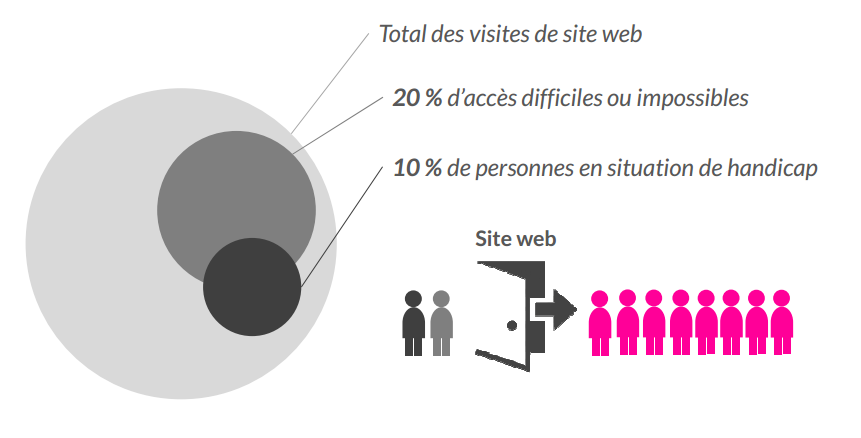 Total des visites de site web
20 % d’accès difficiles ou impossibles
10 % de personnes en situation de handicap
Site web